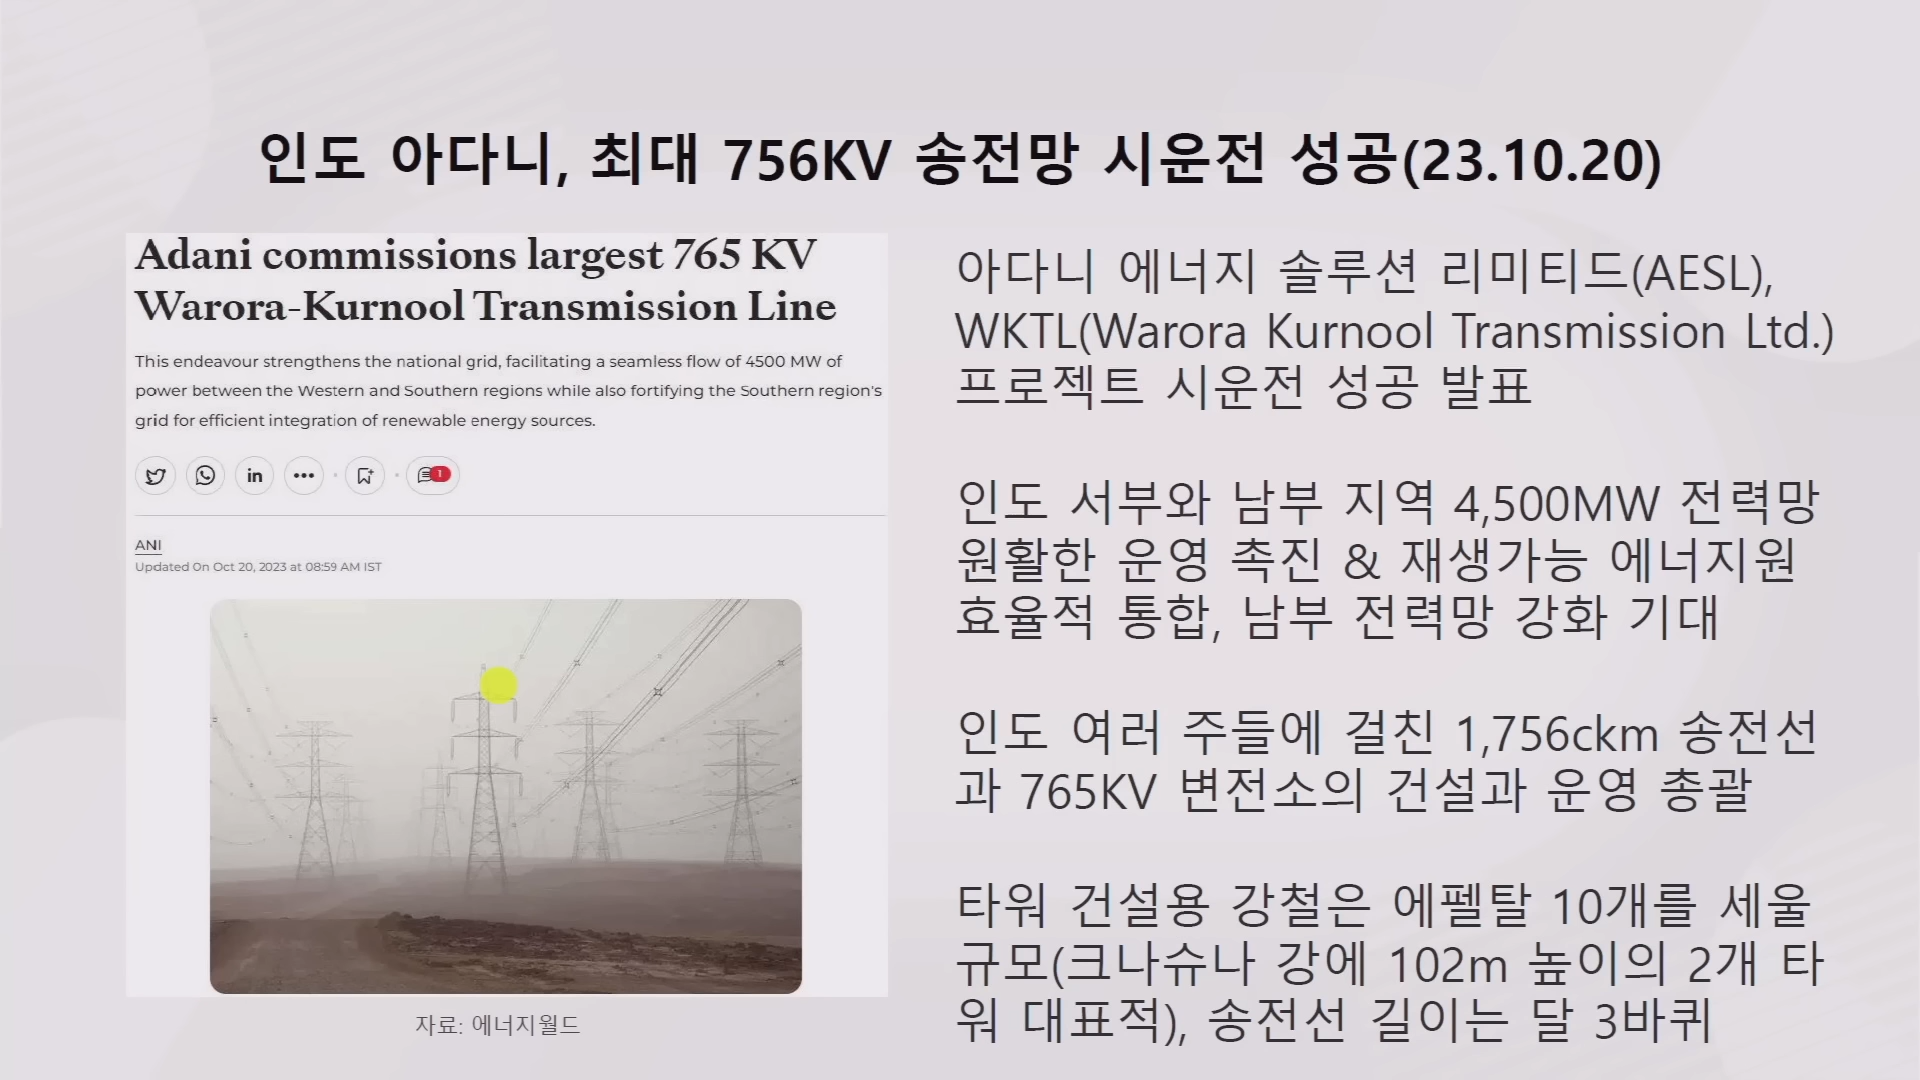 인도 아다니, 최대 756KV 송전망 시운전 성공(23.10.20)
Adani commissions largest 765 KV
Warora-Kurnool Transmission Line
This endeavour strengthens the national grid, facilitating a seamless flow of 4500 MW of
power between the Western and Southern regions while also fortifying the Southern region's
grid for efficient integration of renewable energy sources.
in
1
ANI
Updated On Oct 20, 2023 at 08:59 AM IST
자료: 에너지월드
아다니 에너지 솔루션 리미티드(AESL),
WKTL(Warora Kurnool Transmission Ltd.)
프로젝트 시운전 성공 발표
인도 서부와 남부 지역 4,500MW 전력망
원활한 운영 촉진 & 재생가능 에너지원
효율적 통합, 남부 전력망 강화 기대
인도 여러 주들에 걸친 1,756ckm 송전선
과 765KV 변전소의 건설과 운영 총괄
타워 건설용 강철은 에펠탈 10개를 세울
규모(크나슈나 강에 102m 높이의 2개 타
워 대표적), 송전선 길이는 달 3바퀴